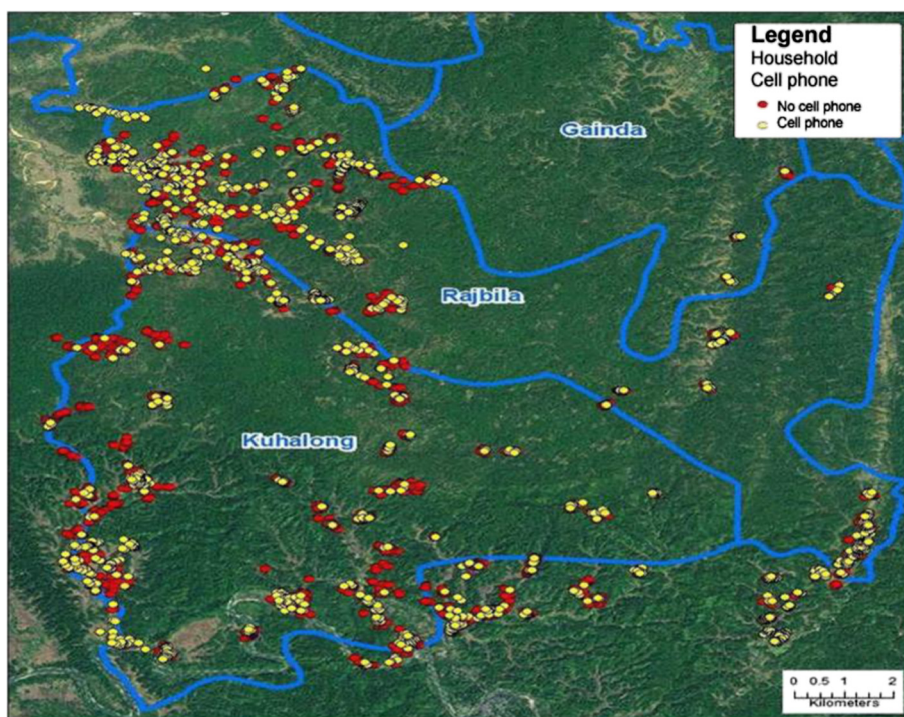 Legend
Household
Cell phone
No cell phone
Cell phone
Gainda
Rajbila
Kuhalong
0 0.5 1 2
Kilometers